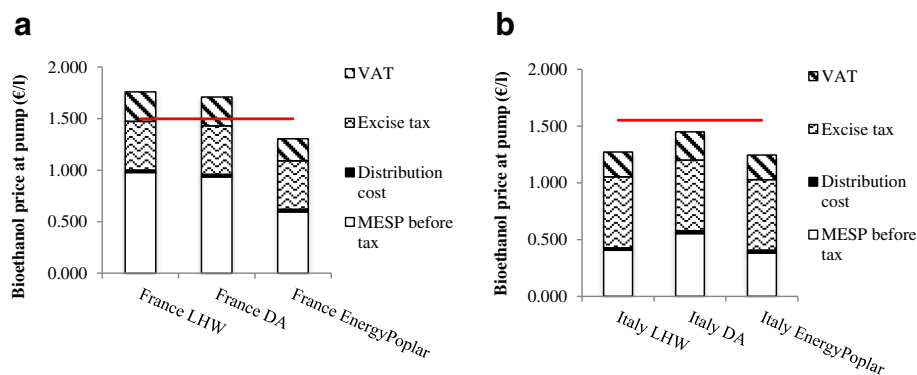 a
Bioethanol price at pump (€/l)
2.000
1.500
1.000
0.500
0.000
France LHW
France DA
France EnergyPoplar
VAT
Excise tax
Distribution
cost
MESP before
tax
b
Bioethanol price at pump (€/l)
2.000
1.500
1.000
0.500
0.000
Italy LHW
Italy DA
Italy EnergyPoplar
VAT
Excise tax
Distribution
cost
MESP before
tax